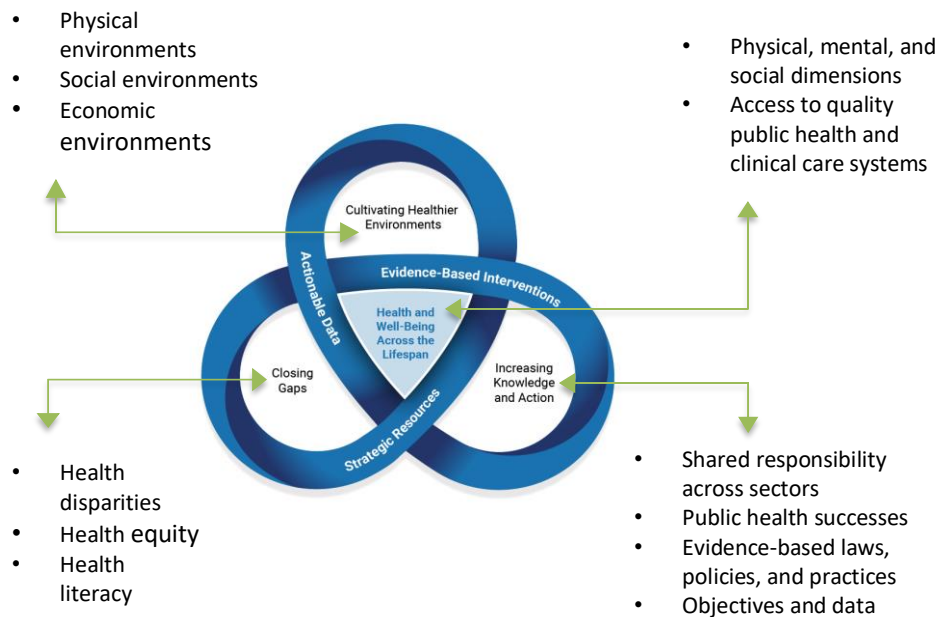 • Physical
environments
• Social environments
• Economic
environments
• Physical, mental, and
social dimensions
• Access to quality
public health and
clinical care systems
Cultivating Healthier
Environments
Actionable Data
Evidence-Based Interventions
Health and
Well-Being
Across the
Lifespan
Closing
Gaps
Increasing
Knowledge
and Action
Strategic Resources
• Health
disparities
• Health equity
• Health
literacy
• Shared responsibility
across sectors
• Public health successes
• Evidence-based laws,
policies, and practices
• Objectives and data